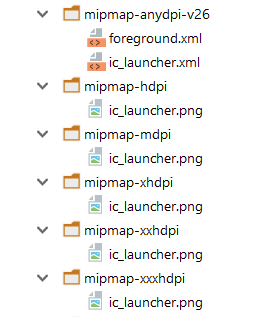 mipmap-anydpi-v26
foreground.xml
ic_launcher.xml
mipmap-hdpi
ic_launcher.png
mipmap-mdpi
ic_launcher.png
mipmap-xhdpi
ic_launcher.png
mipmap-xxhdpi
ic_launcher.png
mipmap-xxxhdpi
ic_launcher.png